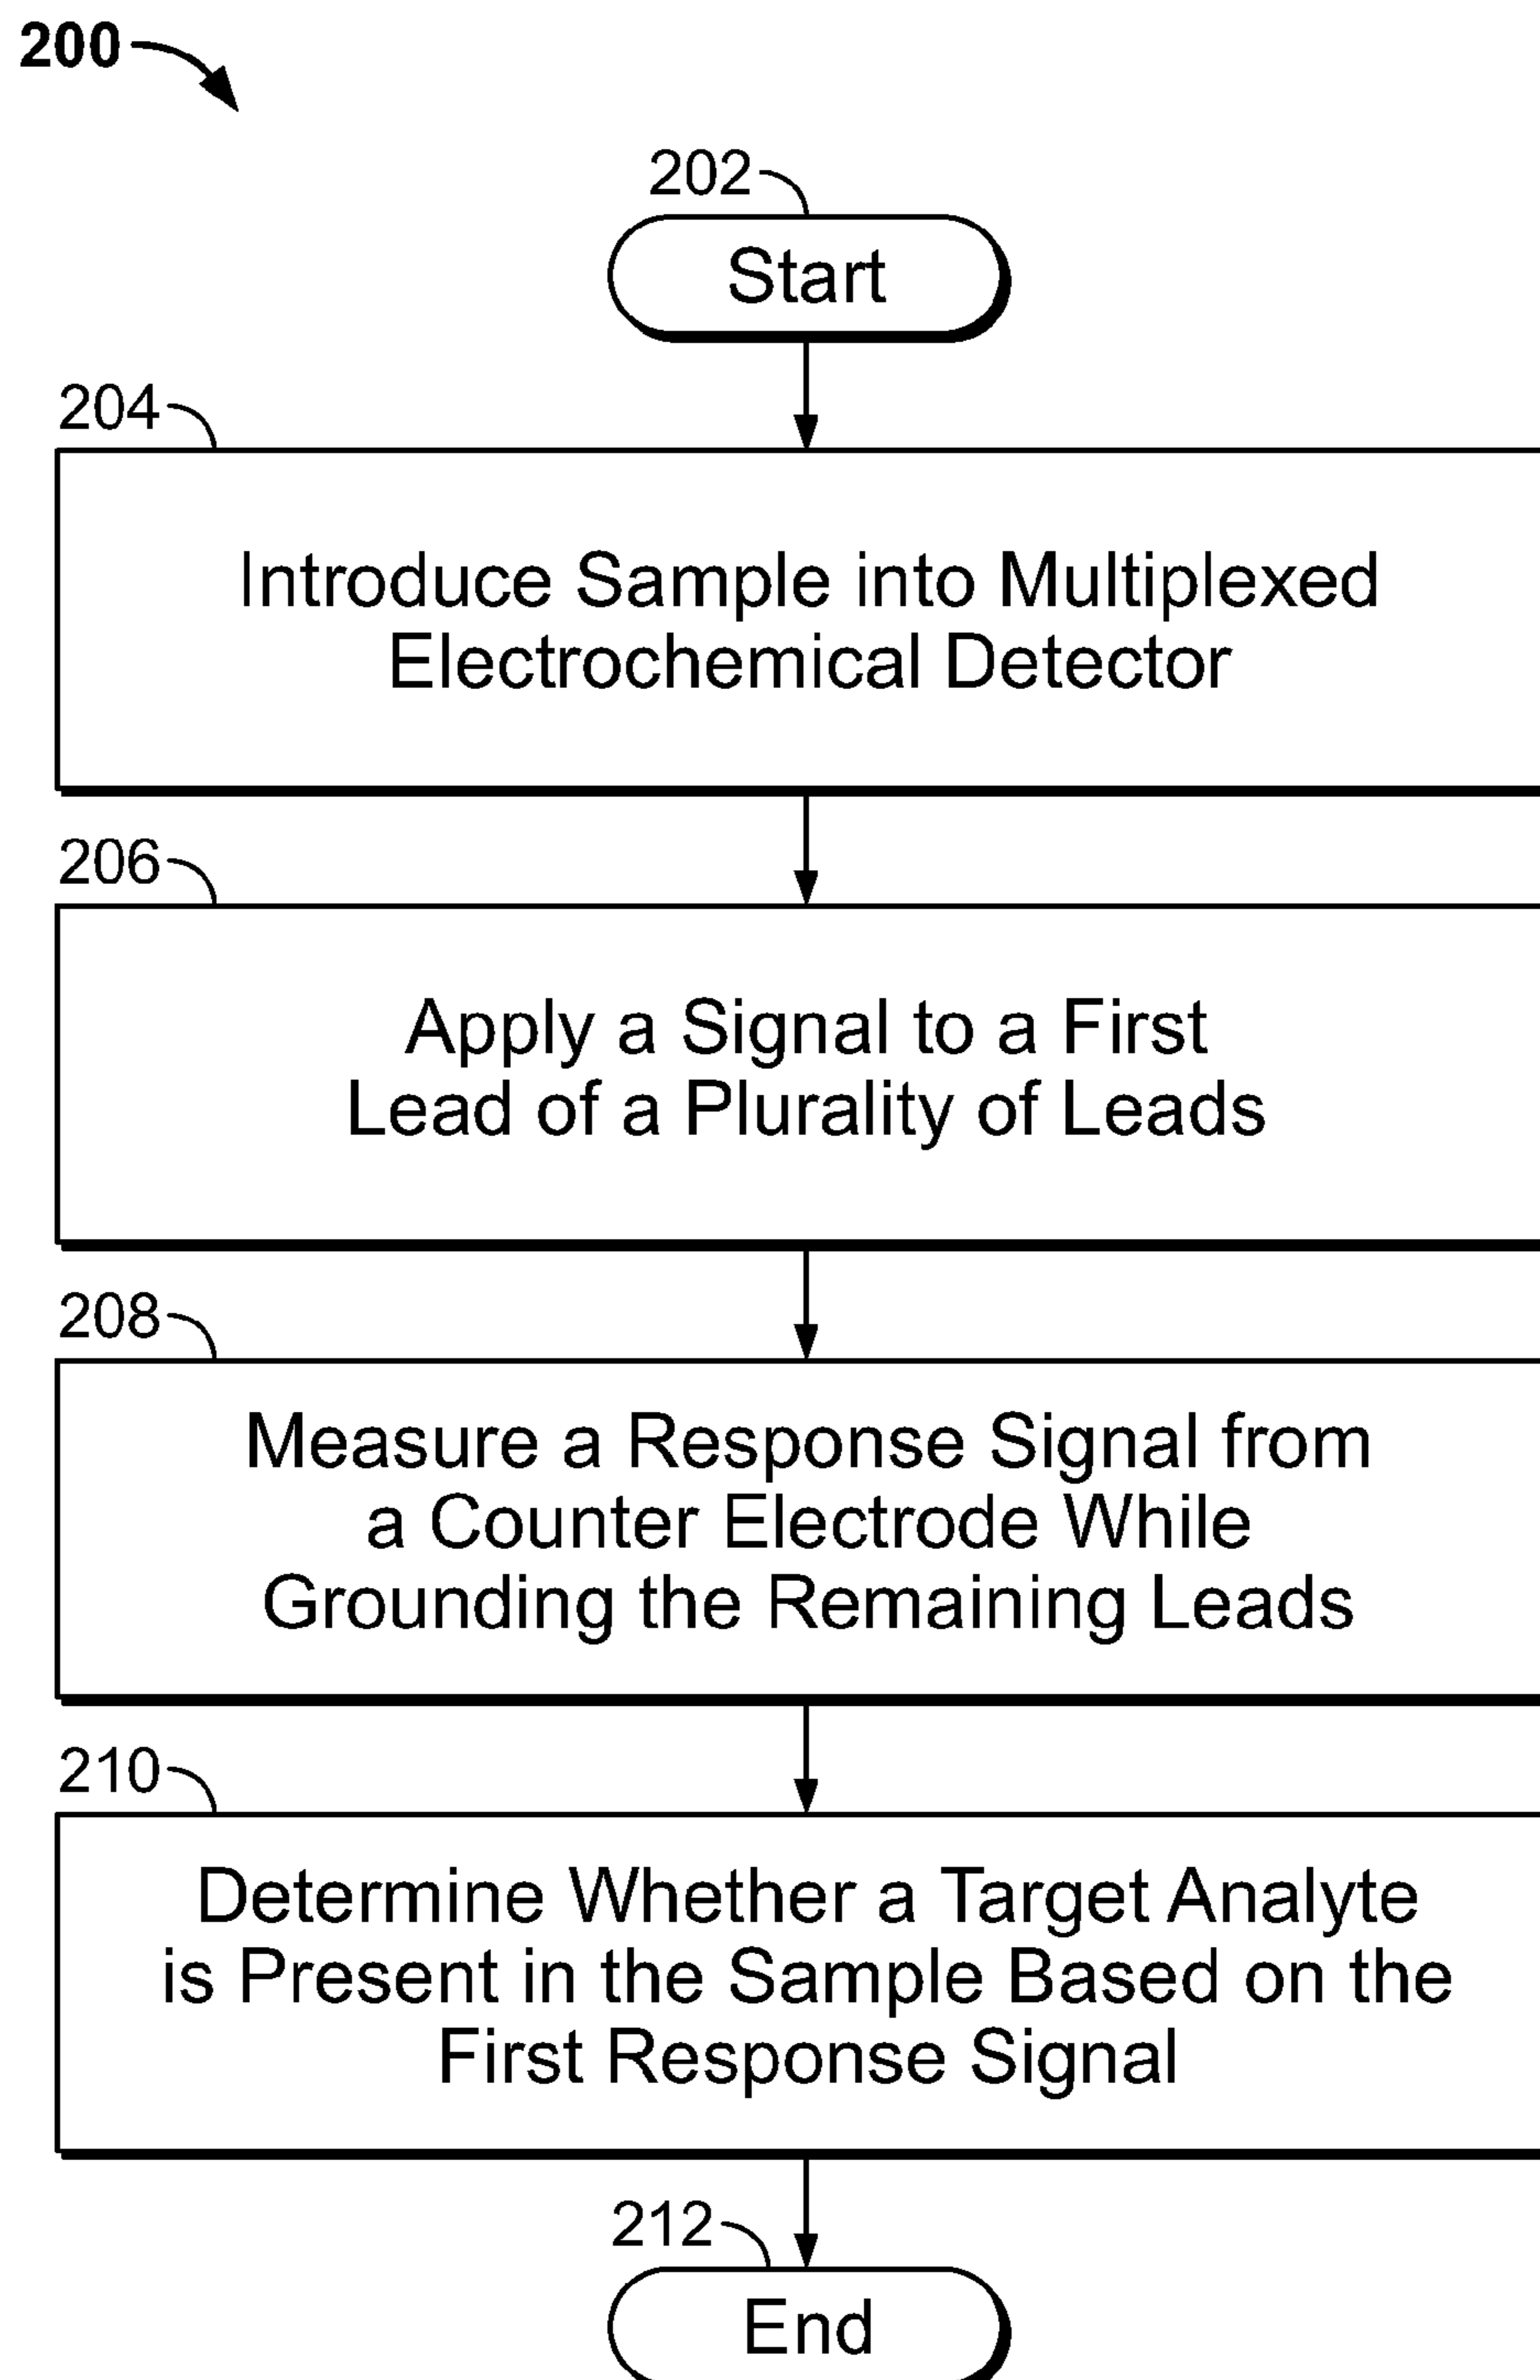 200
202
Start
204
Introduce Sample into Multiplexed
Electrochemical Detector
206
Apply a Signal to a First
Lead of a Plurality of Leads
208
Measure a Response Signal from
a Counter Electrode While
Grounding the Remaining Leads
210
Determine Whether a Target Analyte
is Present in the Sample Based on the
First Response Signal
212
End